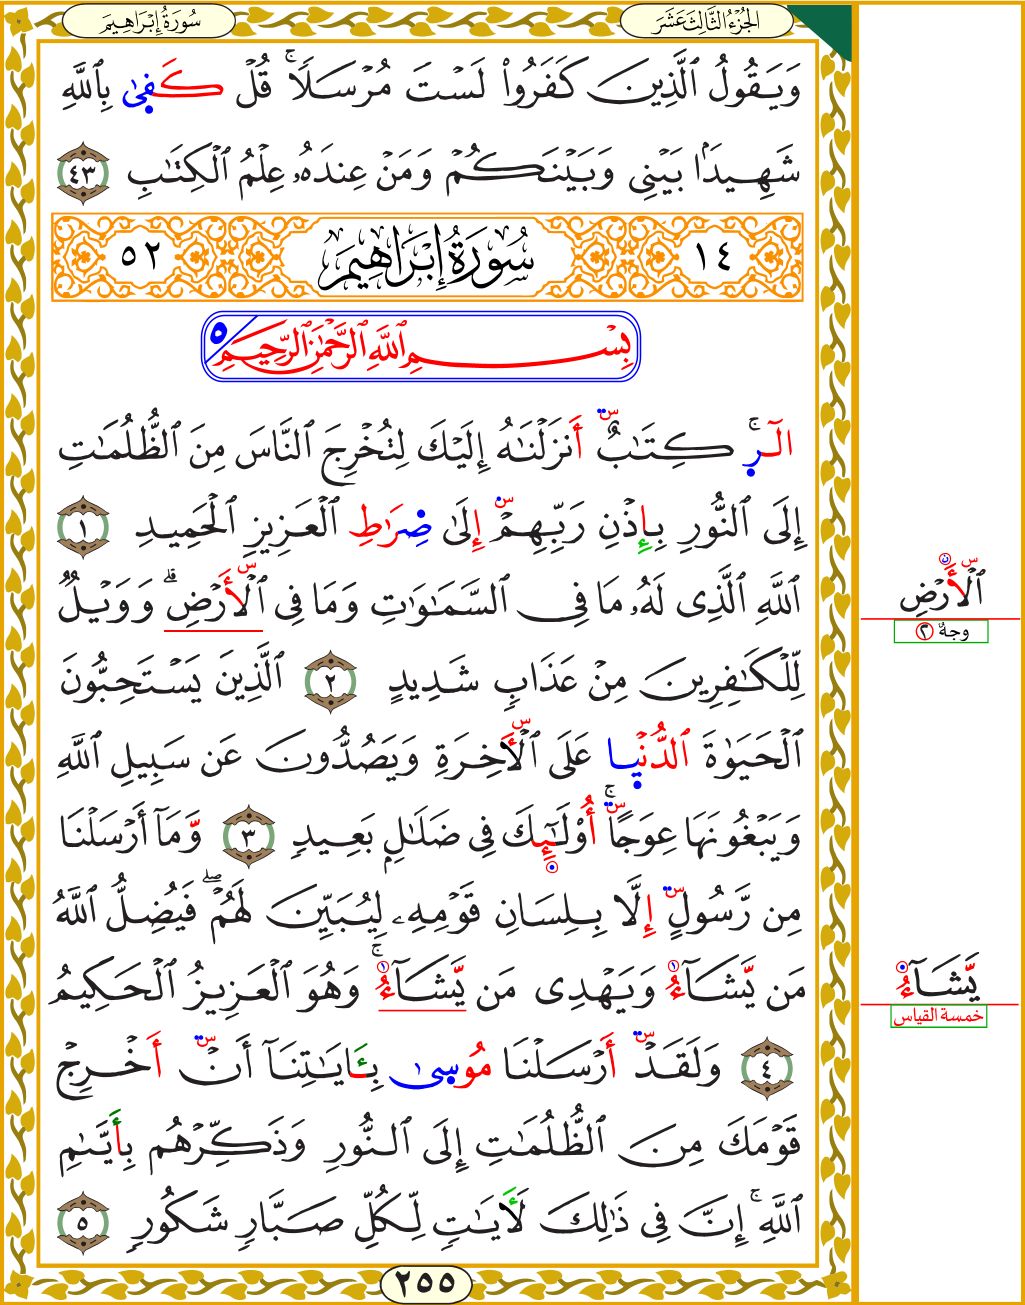 سُورَةُ إِبْرَاهِيمَ
الجُزْءُ الثَّالِثَ عَشَرَ
وَيَقُولُ ٱلَّذِينَ كَفَرُوا۟ لَسْتَ مُرْسَلًاۚ قُلْ كَفىٰ بِٱللَّهِ
شَهِيدًۢا بَيْنِى وَبَيْنَكُمْ وَمَنْ عِندَهُۥ عِلْمُ ٱلْكِتَٰبِ ٤٣
١٤ سُورَةُ إِبْرَاهِيمَ ٥٢
بِسْمِ ٱللَّهِ ٱلرَّحْمَٰنِ ٱلرَّحِيمِ ٥
الٓرۚ كِتَٰبٌ أَنزَلْنَٰهُ إِلَيْكَ لِتُخْرِجَ ٱلنَّاسَ مِنَ ٱلظُّلُمَٰتِ
إِلَى ٱلنُّورِ بِإِذْنِ رَبِّهِمْ إِلَىٰ صِرَٰطِ ٱلْعَزِيزِ ٱلْحَمِيدِ ١
ٱللَّهِ ٱلَّذِى لَهُۥ مَا فِى ٱلسَّمَٰوَٰتِ وَمَا فِى ٱلْأَرْضِۗ وَوَيْلٌ
لِّلْكَٰفِرِينَ مِنْ عَذَابٍ شَدِيدٍ ٢ ٱلَّذِينَ يَسْتَحِبُّونَ
ٱلْحَيَوٰةَ ٱلدُّنْيا عَلَى ٱلْأَخِرَةِ وَيَصُدُّونَ عَن سَبِيلِ ٱللَّهِ
وَيَبْغُونَهَا عِوَجًاۚ أُو۟لَٰٓئِكَ فِى ضَلَٰلٍۭ بَعِيدٍ ٣ وَمَآ أَرْسَلْنَا
مِن رَّسُولٍ إِلَّا بِلِسَانِ قَوْمِهِۦ لِيُبَيِّنَ لَهُمْۖ فَيُضِلُّ ٱللَّهُ
مَن يَّشَآءُ وَيَهْدِى مَن يَّشَآءُۚ وَهُوَ ٱلْعَزِيزُ ٱلْحَكِيمُ
٤ وَلَقَدْ أَرْسَلْنَا مُوسىٰ بِـَٔايَٰتِنَآ أَنْ أَخْرِجْ
قَوْمَكَ مِنَ ٱلظُّلُمَٰتِ إِلَى ٱلنُّورِ وَذَكِّرْهُم بِأَيَّىٰمِ
ٱللَّهِۚ إِنَّ فِى ذَٰلِكَ لَأَيَٰتٍ لِّكُلِّ صَبَّارٍ شَكُورٍ ٥
٢٥٥
ٱلْأَرْضِ
وجهٌ ٢
يَّشَآءُ
خمسة القياس